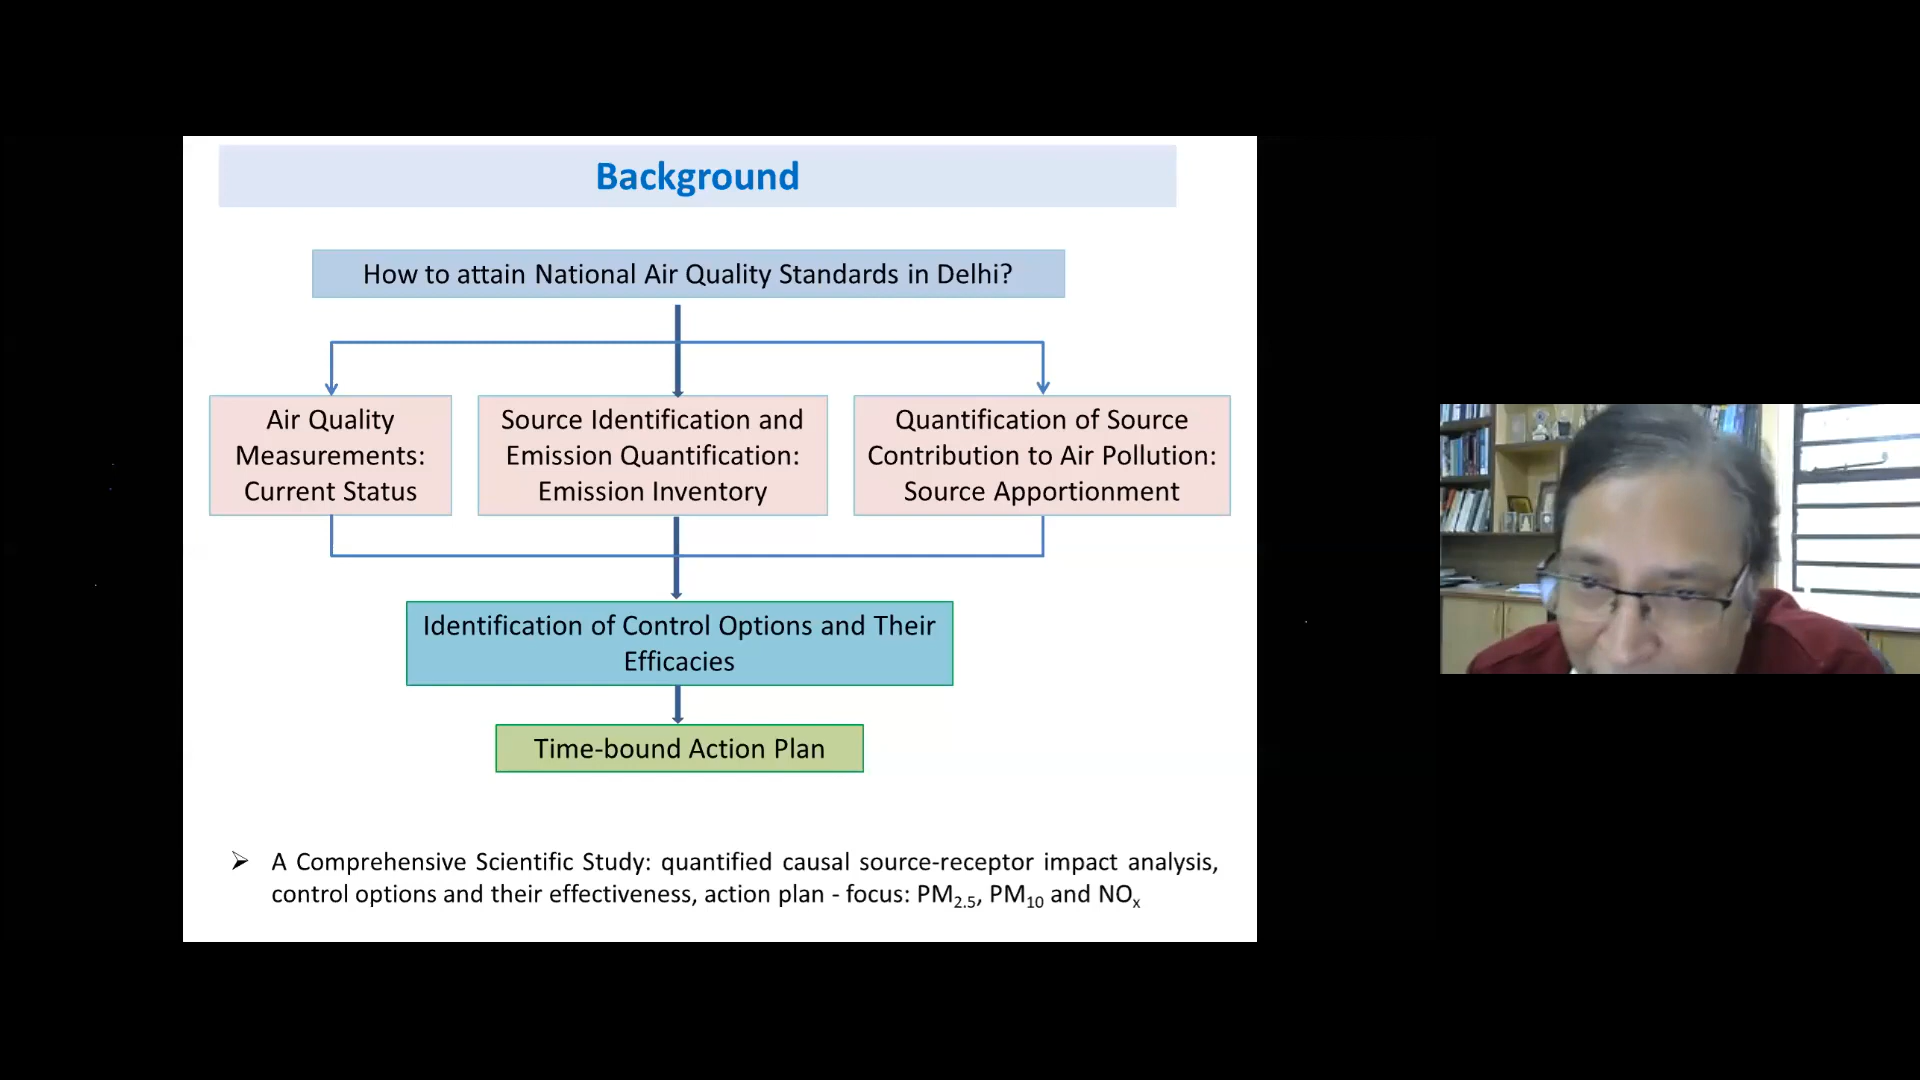 Background
How to attain National Air Quality Standards in Delhi?
Air Quality
Measurements:
Current Status
Source Identification and
Emission Quantification:
Emission Inventory
Quantification of Source
Contribution to Air Pollution:
Source Apportionment
Identification of Control Options and Their
Efficacies
Time-bound Action Plan
➢ A Comprehensive Scientific Study: quantified causal source-receptor impact analysis,
control options and their effectiveness, action plan - focus: PM2.5, PM10 and NOx